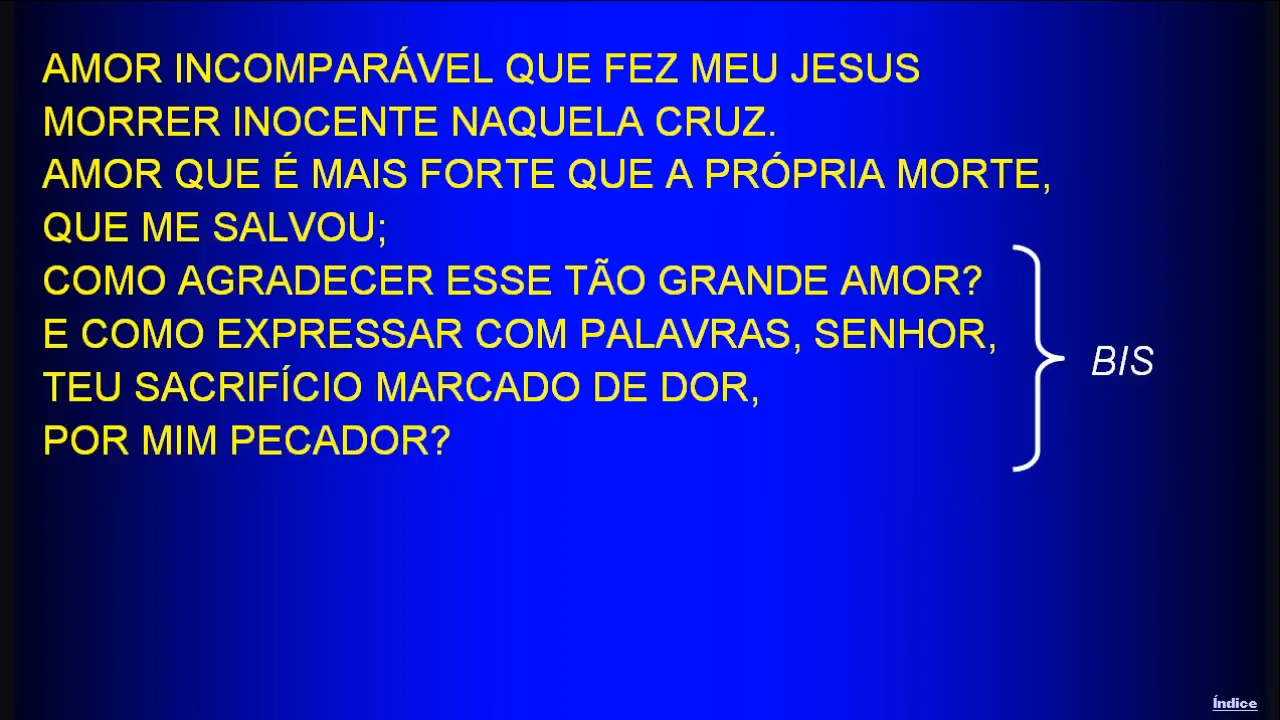 AMOR INCOMPARÁVEL QUE FEZ MEU JESUS
MORRER INOCENTE NAQUELA CRUZ.
AMOR QUE É MAIS FORTE QUE A PRÓPRIA MORTE,
QUE ME SALVOU;
COMO AGRADECER ESSE TÃO GRANDE AMOR?
E COMO EXPRESSAR COM PALAVRAS, SENHOR,
TEU SACRIFÍCIO MARCADO DE DOR,
POR MIM PECADOR?
BIS
Índice